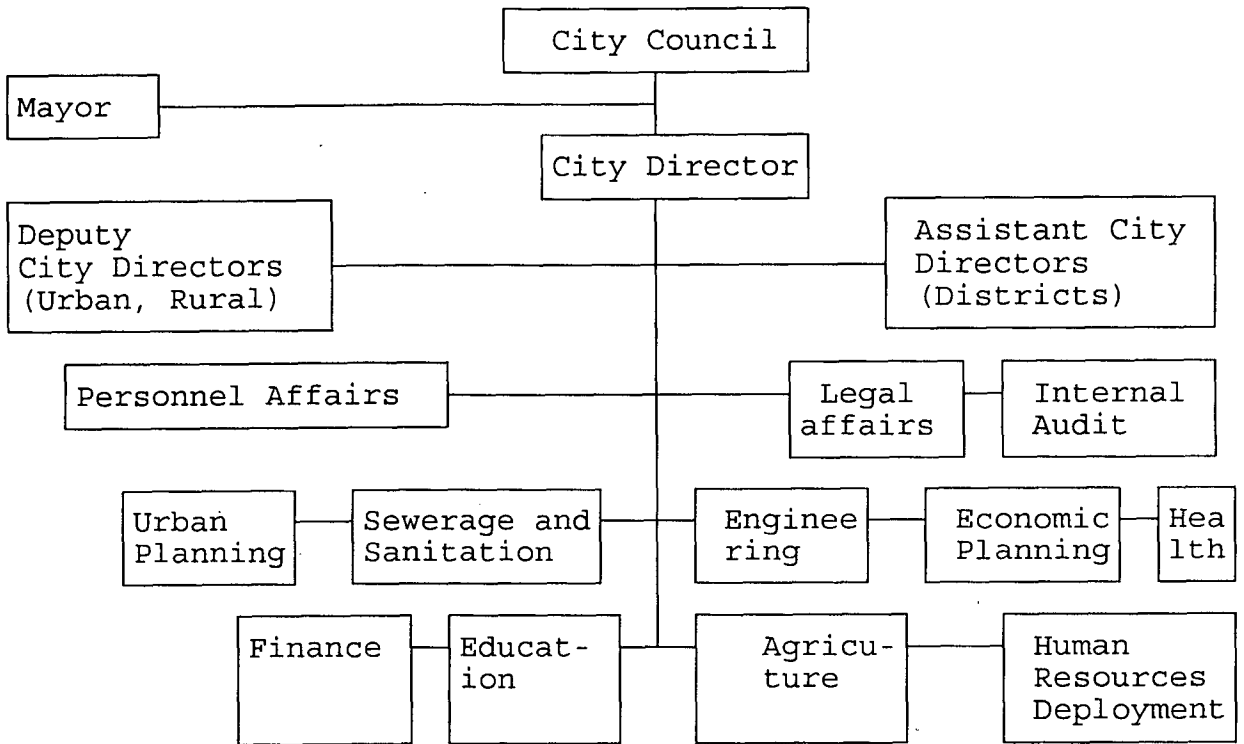 City Council
Mayor
City Director
Deputy
City Directors
(Urban, Rural)
Assistant City
Directors
(Districts)
Personnel Affairs
Legal
affairs
Internal
Audit
Urban
Planning
Sewerage and
Sanitation
Enginee
ring
Economic
Planning
Hea
lth
Finance
Educat-
ion
Agricu-
ture
Human
Resources
Deployment